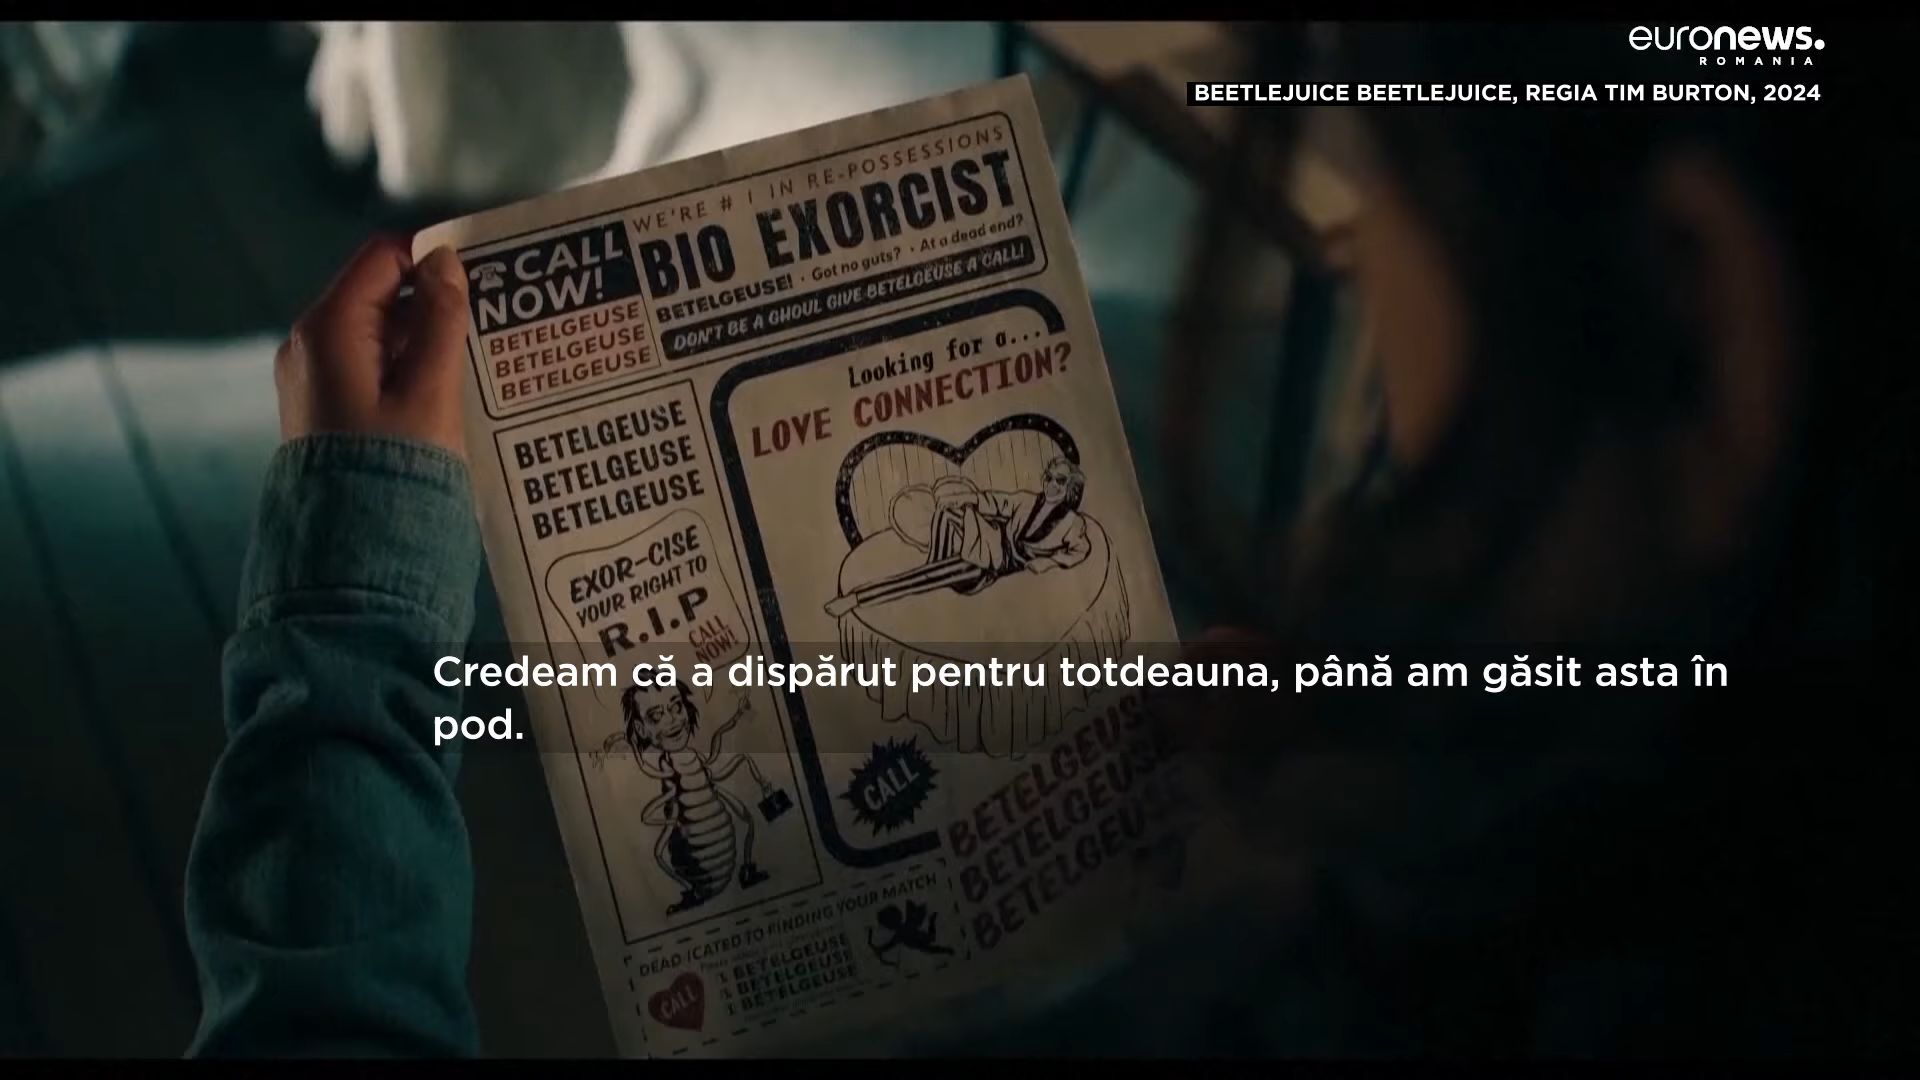 euronews.
ROMANIA
BEETLEJUICE BEETLEJUICE, REGIA TIM BURTON, 2024
WE'RE # 1 IN RE-POSSESSIONS
CALL NOW!
BIO EXORCIST
BETELGEUSE! · Got no guts? · At a dead end?
DON'T BE A GHOUL GIVE BETELGEUSE A CALL!
BETELGEUSE
BETELGEUSE
BETELGEUSE
Looking for a...
LOVE CONNECTION?
BETELGEUSE
BETELGEUSE
BETELGEUSE
EXOR-CISE
YOUR RIGHT TO
R.I.P
CALL
NOW!
Credeam că a dispărut pentru totdeauna, până am găsit asta în
pod.
CALL
BETELGEUSE
BETELGEUSE
BETELGEUSE
DEAD-ICATED TO FINDING YOUR MATCH
CALL
1 BETELGEUSE
1 BETELGEUSE
1 BETELGEUSE